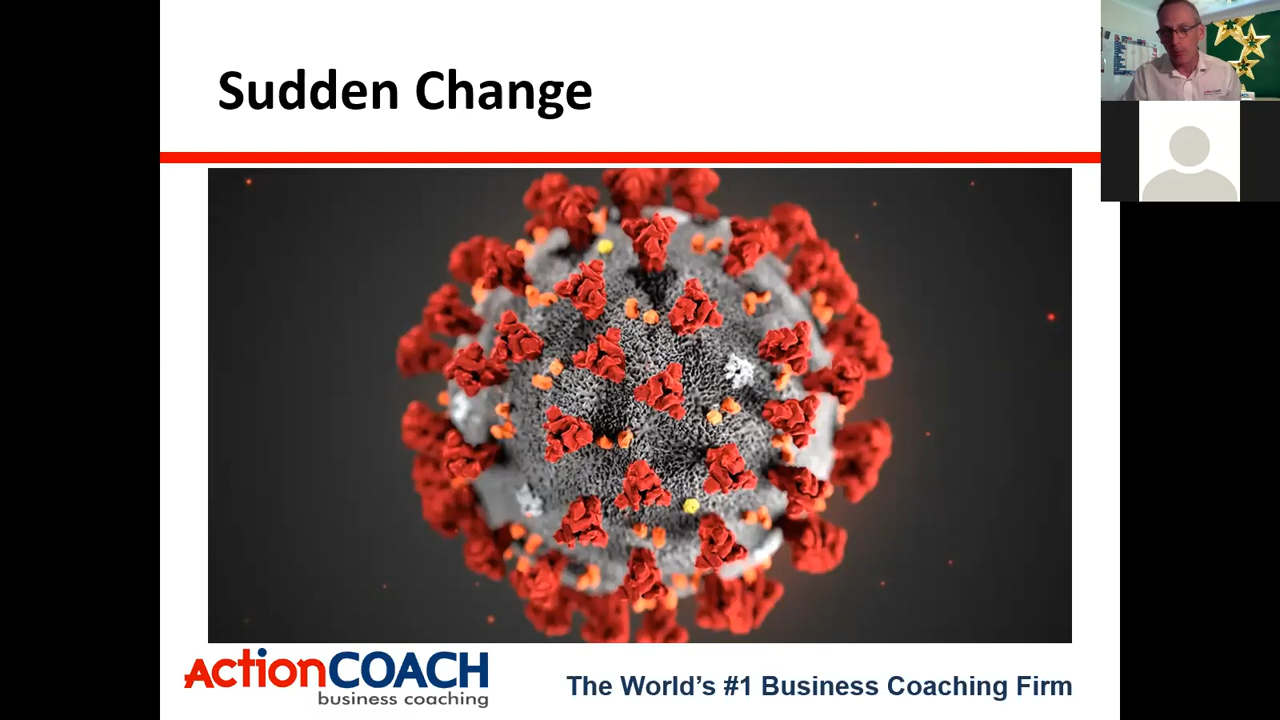 Sudden Change
ActionCOACH
business coaching
The World's #1 Business Coaching Firm